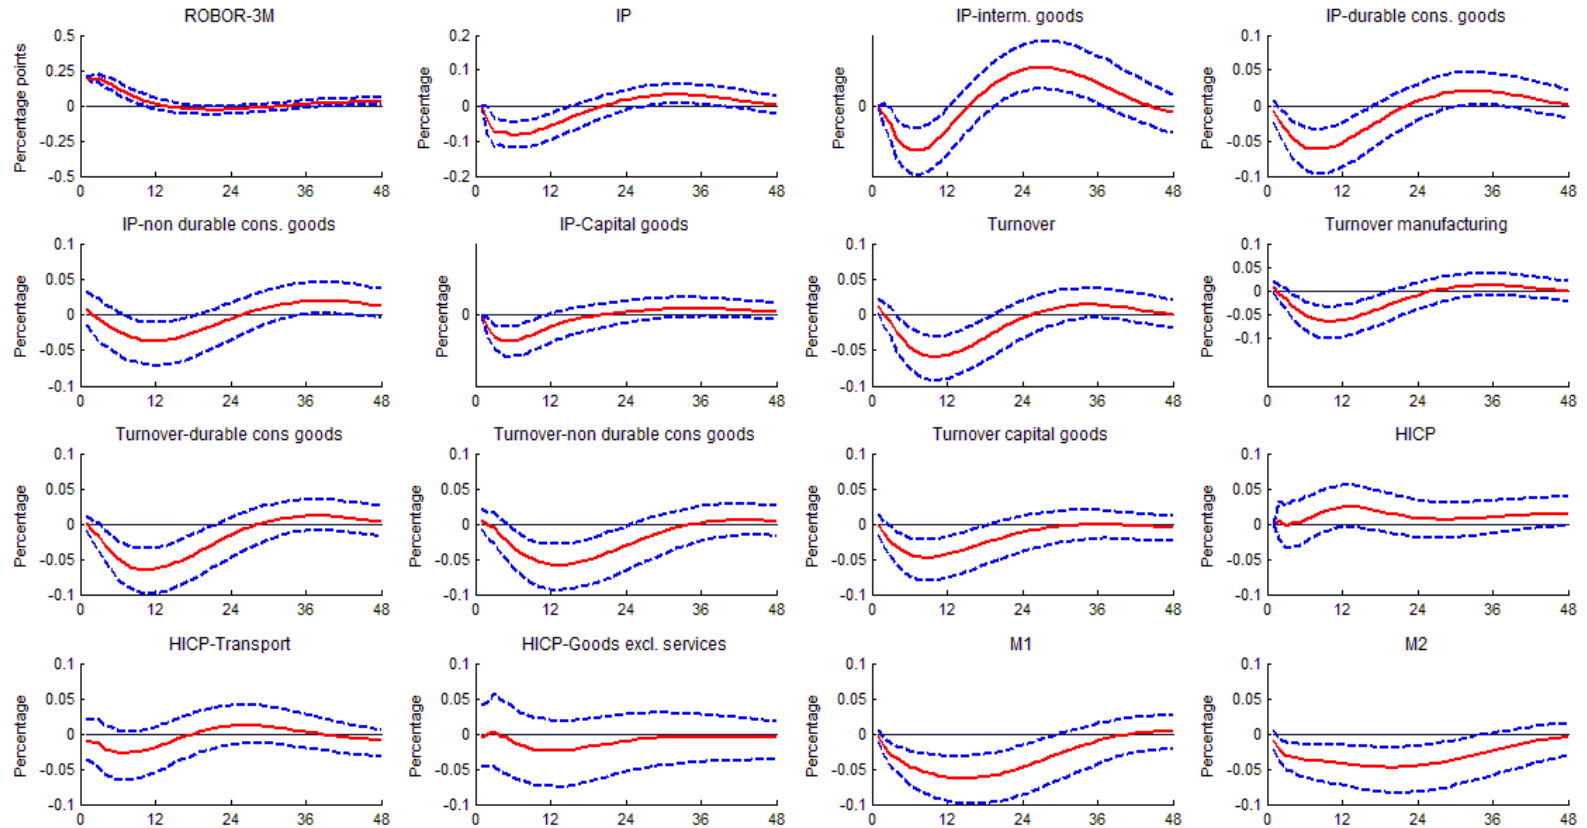 ROBOR-3M
IP
IP-interm. goods
IP-durable cons. goods
Percentage points
0.5
0.25
0
-0.25
-0.5
0 12 24 36 48
Percentage
0.2
0.1
0
-0.1
-0.2
0 12 24 36 48
Percentage
0
0 12 24 36 48
Percentage
0.1
0.05
0
-0.05
-0.1
0 12 24 36 48
IP-non durable cons. goods
IP-Capital goods
Turnover
Turnover manufacturing
Percentage
0.1
0.05
0
-0.05
-0.1
0 12 24 36 48
Percentage
0
0 12 24 36 48
Percentage
0.1
0.05
0
-0.05
-0.1
0 12 24 36 48
Percentage
0.1
0.05
0
-0.05
-0.1
0 12 24 36 48
Turnover-durable cons goods
Turnover-non durable cons goods
Turnover capital goods
HICP
Percentage
0.1
0.05
0
-0.05
-0.1
0 12 24 36 48
Percentage
0.1
0.05
0
-0.05
-0.1
0 12 24 36 48
Percentage
0.1
0.05
0
-0.05
-0.1
0 12 24 36 48
Percentage
0.1
0.05
0
-0.05
-0.1
0 12 24 36 48
HICP-Transport
HICP-Goods excl. services
M1
M2
Percentage
0.1
0.05
0
-0.05
-0.1
0 12 24 36 48
Percentage
0.1
0.05
0
-0.05
-0.1
0 12 24 36 48
Percentage
0.1
0.05
0
-0.05
-0.1
0 12 24 36 48
Percentage
0.1
0.05
0
-0.05
-0.1
0 12 24 36 48